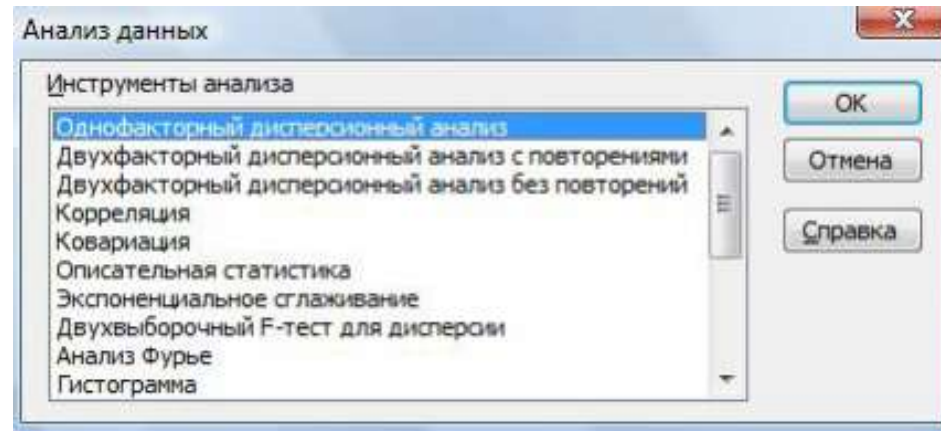 Анализ данных
Инструменты анализа
Однофакторный дисперсионный анализ
Двухфакторный дисперсионный анализ с повторениями
Двухфакторный дисперсионный анализ без повторений
Корреляция
Ковариация
Описательная статистика
Экспоненциальное сглаживание
Двухвыборочный F-тест для дисперсии
Анализ Фурье
Гистограмма
ОК
Отмена
Справка